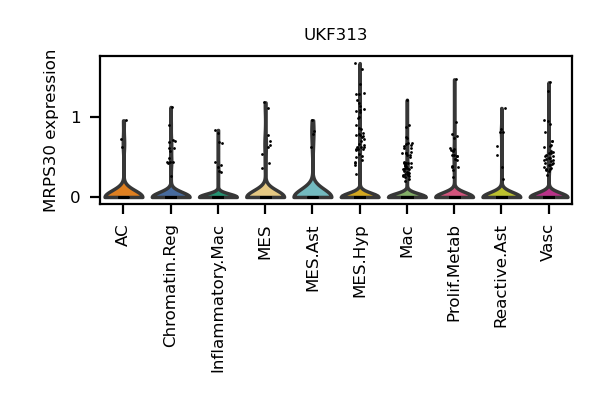 UKF313
MRPS30 expression
1
0
AC
Chromatin.Reg
Inflammatory.Mac
MES
MES.Ast
MES.Hyp
Mac
Prolif.Metab
Reactive.Ast
Vasc